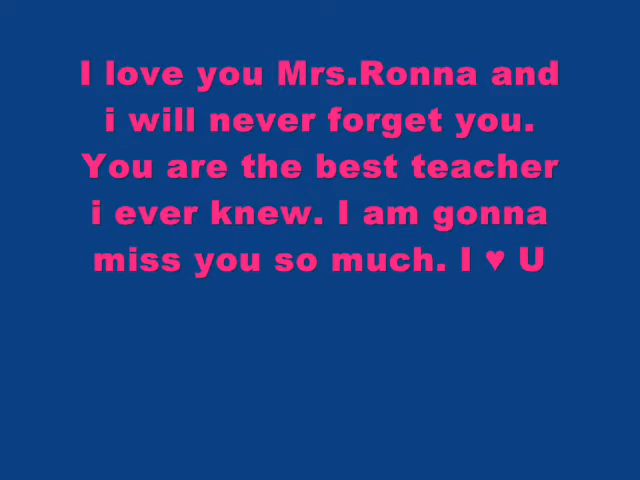 I love you Mrs.Ronna and
i will never forget you.
You are the best teacher
i ever knew. I am gonna
miss you so much. I ♥ U